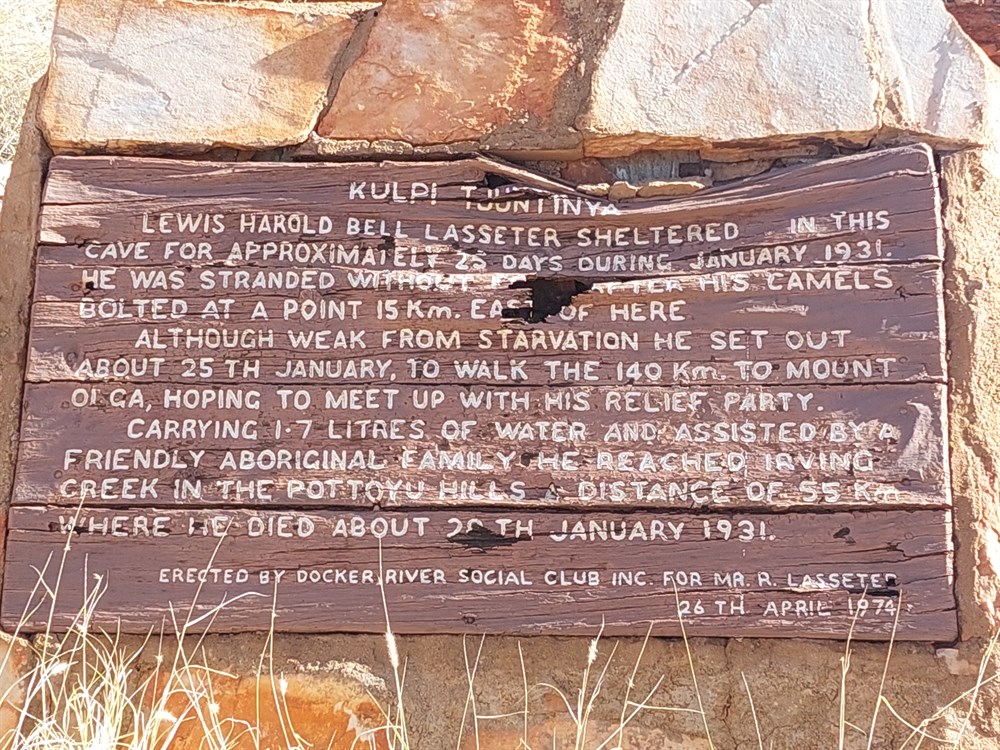 KULPI TJUNTINYA
LEWIS HAROLD BELL LASSETER SHELTERED IN THIS
CAVE FOR APPROXIMATELY 25 DAYS DURING JANUARY 1931.
HE WAS STRANDED WITHOUT AFTER HIS CAMELS
BOLTED AT A POINT 15 Km. EAST OF HERE
ALTHOUGH WEAK FROM STARVATION HE SET OUT
ABOUT 25 TH JANUARY, TO WALK THE 140 Km. TO MOUNT
OLGA, HOPING TO MEET UP WITH HIS RELIEF PARTY.
CARRYING 1·7 LITRES OF WATER AND ASSISTED BY A
FRIENDLY ABORIGINAL FAMILY HE REACHED IRVING
CREEK IN THE POTTOYU HILLS A DISTANCE OF 55 Km
WHERE HE DIED ABOUT TH JANUARY 1931.
ERECTED BY DOCKER RIVER SOCIAL CLUB INC. FOR MR. R. LASSETER
26 TH APRIL 1974